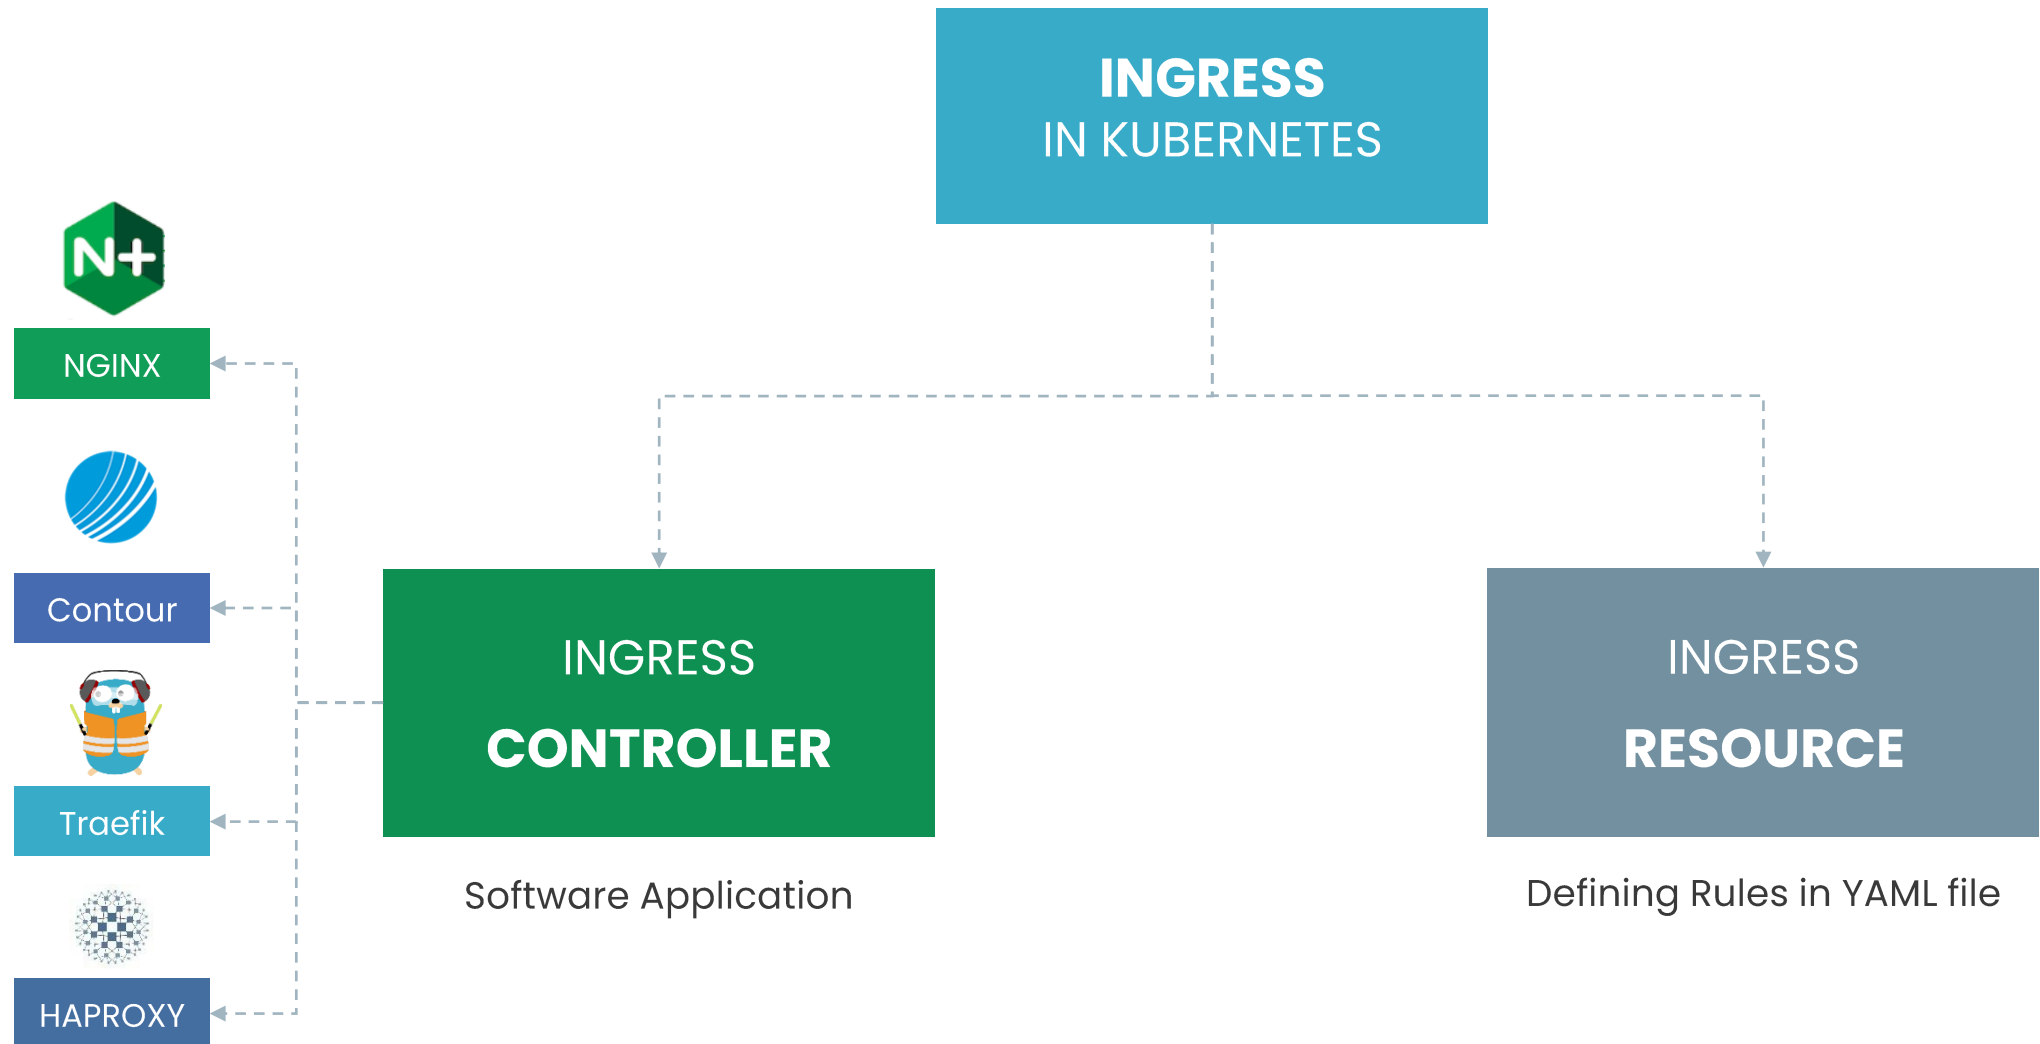 INGRESS
IN KUBERNETES
N+
NGINX
Contour
Traefik
HAPROXY
INGRESS
CONTROLLER
Software Application
INGRESS
RESOURCE
Defining Rules in YAML file